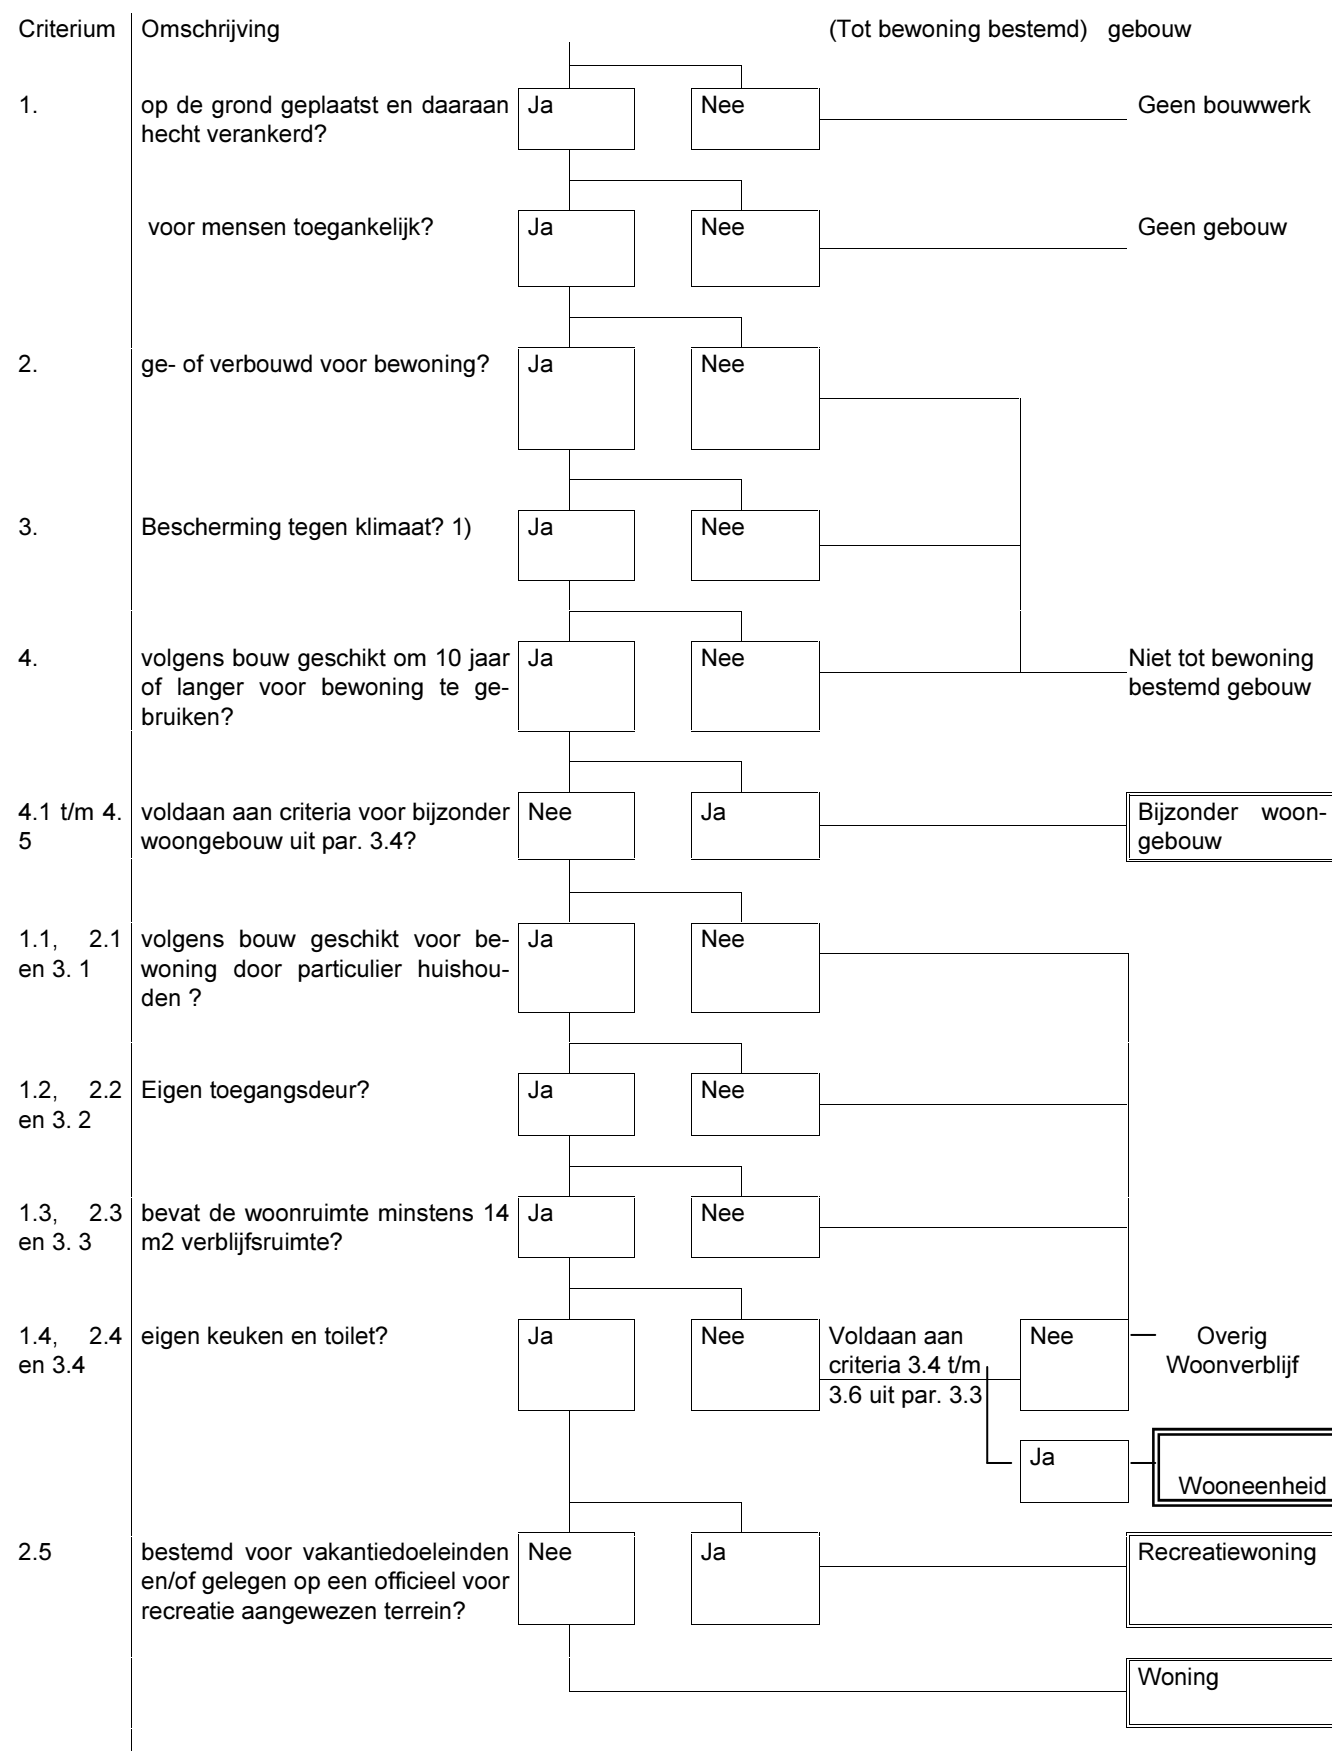 Criterium Omschrijving (Tot bewoning bestemd) gebouw
1. op de grond geplaatst en daaraan Ja Nee Geen bouwwerk
hecht verankerd?
voor mensen toegankelijk? Ja Nee Geen gebouw
2. ge- of verbouwd voor bewoning? Ja Nee
3. Bescherming tegen klimaat? 1) Ja Nee
4. volgens bouw geschikt om 10 jaar Ja Nee Niet tot bewoning
of langer voor bewoning te ge- bestemd gebouw
bruiken?
4.1 t/m 4. voldaan aan criteria voor bijzonder Nee Ja Bijzonder woon-
5 woongebouw uit par. 3.4? gebouw
1.1, 2.1 volgens bouw geschikt voor be- Ja Nee
en 3. 1 woning door particulier huishou-
den ?
1.2, 2.2 Eigen toegangsdeur? Ja Nee
en 3. 2
1.3, 2.3 bevat de woonruimte minstens 14 Ja Nee
en 3. 3 m2 verblijfsruimte?
1.4, 2.4 eigen keuken en toilet? Ja Nee Voldaan aan Nee Overig
en 3.4 criteria 3.4 t/m Woonverblijf
3.6 uit par. 3.3
Ja
Wooneenheid
2.5 bestemd voor vakantiedoeleinden Nee Ja Recreatiewoning
en/of gelegen op een officieel voor
recreatie aangewezen terrein?
Woning